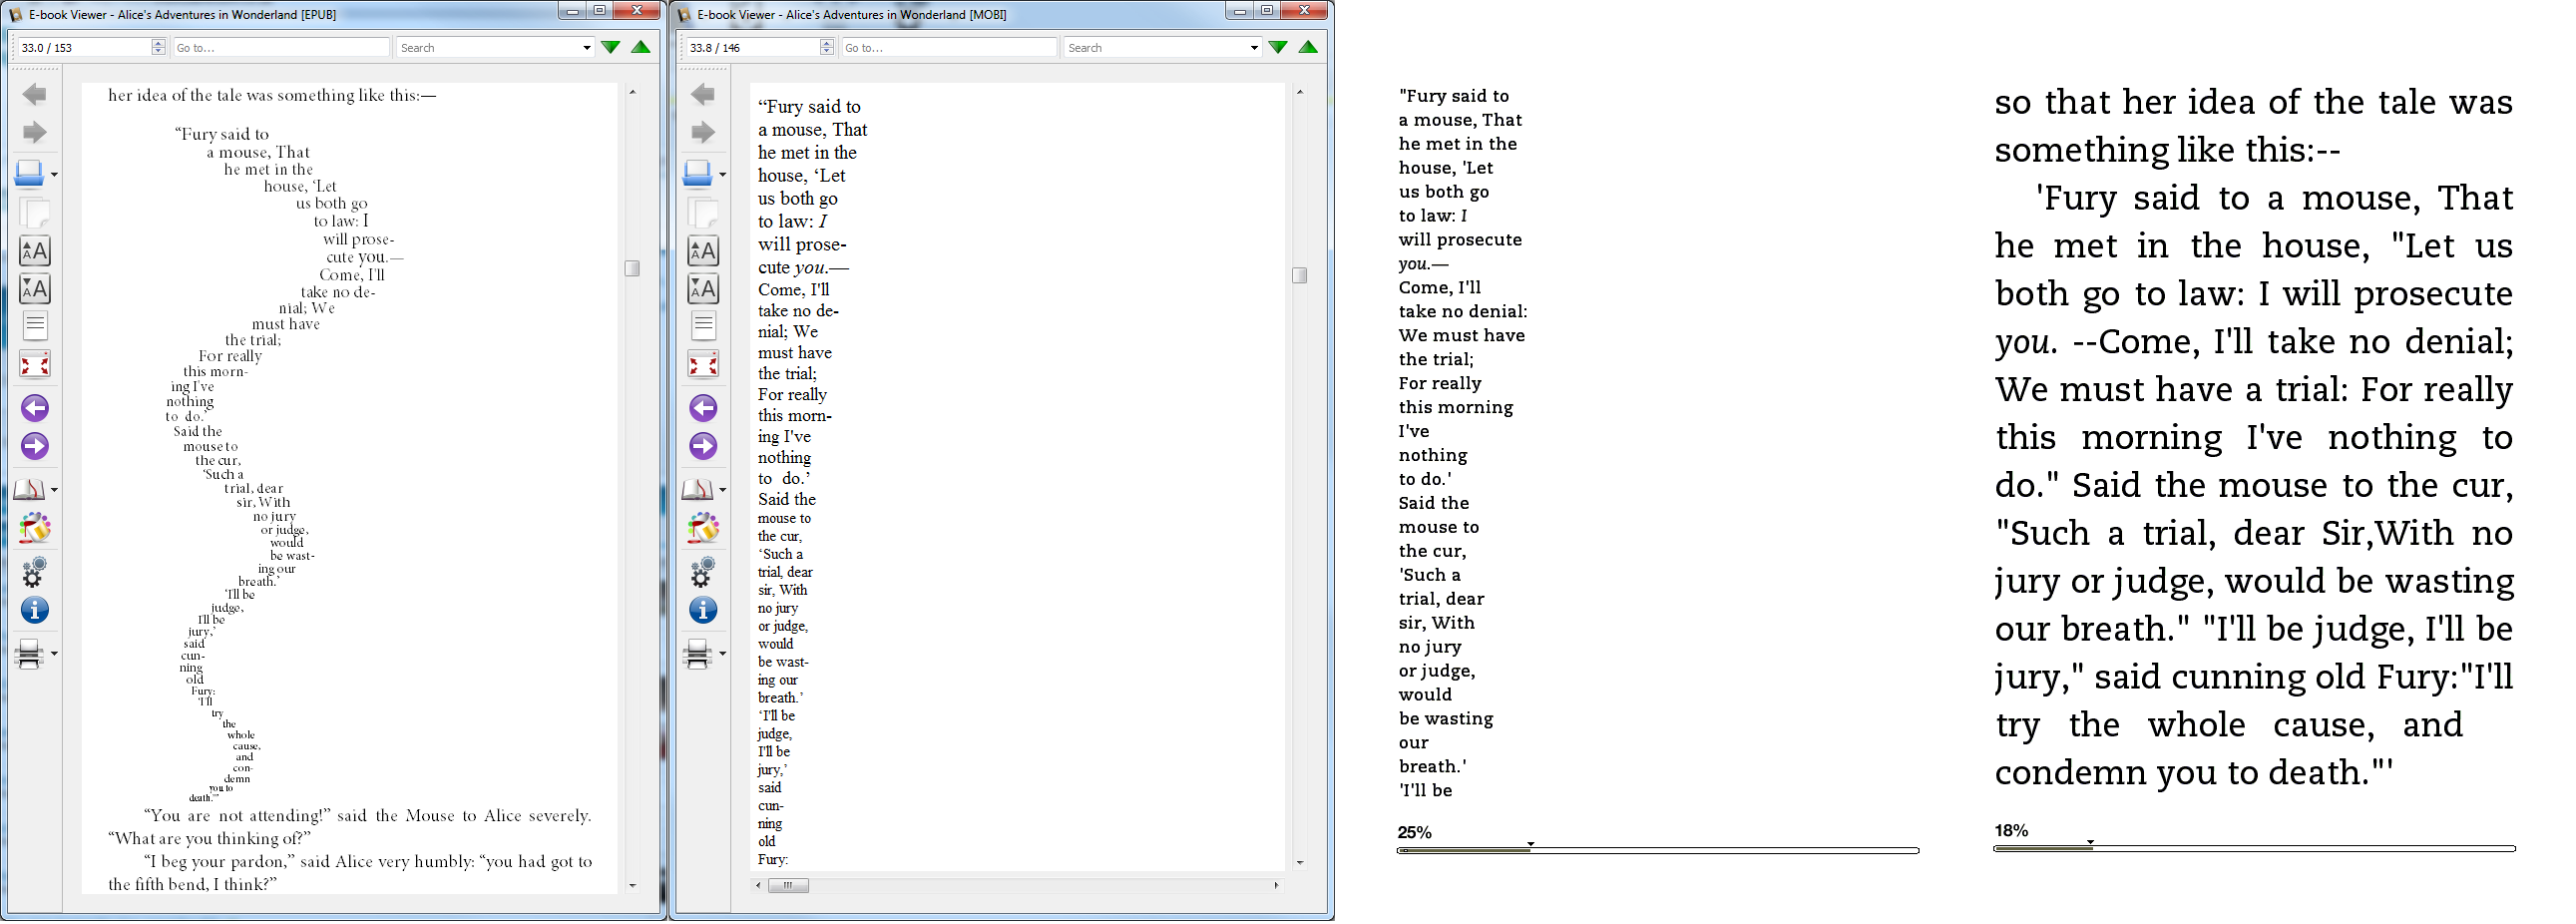 E-book Viewer - Alice's Adventures in Wonderland [EPUB]
33.0 / 153
Go to...
Search
her idea of the tale was something like this:—
“Fury said to
a mouse, That
he met in the
house, ‘Let
us both go
to law: I
will prose-
cute you.—
Come, I'll
take no de-
nial; We
must have
the trial;
For really
this morn-
ing I've
nothing
to do.’
Said the
mouse to
the cur,
‘Such a
trial, dear
sir, With
no jury
or judge,
would
be wast-
ing our
breath.’
‘I'll be
judge,
I'll be
jury,’
said
cun-
ning
old
Fury:
‘I'll
try
the
whole
cause,
and
con-
demn
you to
death.’”
“You are not attending!” said the Mouse to Alice severely.
“What are you thinking of?”
“I beg your pardon,” said Alice very humbly: “you had got to
the fifth bend, I think?”
E-book Viewer - Alice's Adventures in Wonderland [MOBI]
33.8 / 146
Go to...
Search
“Fury said to
a mouse, That
he met in the
house, ‘Let
us both go
to law: I
will prose-
cute you.—
Come, I'll
take no de-
nial; We
must have
the trial;
For really
this morn-
ing I've
nothing
to do.’
Said the
mouse to
the cur,
‘Such a
trial, dear
sir, With
no jury
or judge,
would
be wast-
ing our
breath.’
‘I'll be
judge,
I'll be
jury,’
said
cun-
ning
old
Fury:
"Fury said to
a mouse, That
he met in the
house, 'Let
us both go
to law: I
will prosecute
you.—
Come, I'll
take no denial:
We must have
the trial;
For really
this morning
I've
nothing
to do.'
Said the
mouse to
the cur,
'Such a
trial, dear
sir, With
no jury
or judge,
would
be wasting
our
breath.'
'I'll be
25%
so that her idea of the tale was
something like this:--
'Fury said to a mouse, That
he met in the house, "Let us
both go to law: I will prosecute
you. --Come, I'll take no denial;
We must have a trial: For really
this morning I've nothing to
do." Said the mouse to the cur,
"Such a trial, dear Sir,With no
jury or judge, would be wasting
our breath." "I'll be judge, I'll be
jury," said cunning old Fury:"I'll
try the whole cause, and
condemn you to death."'
18%